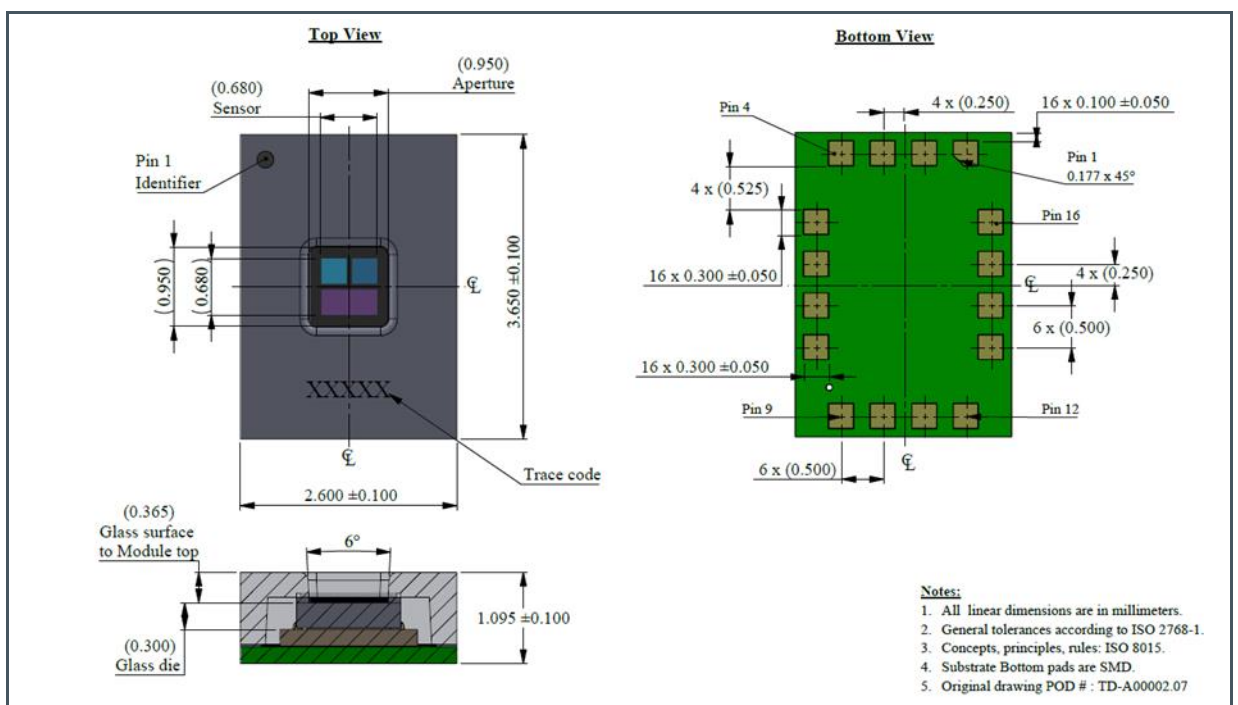 Top View
(0.950)
Aperture
(0.680)
Sensor
Pin 1
Identifier
(0.950)
(0.680)
3.650 ±0.100
℄
XXXXX
℄
Trace code
2.600 ±0.100
(0.365)
Glass surface
to Module top
6°
1.095 ±0.100
(0.300)
Glass die
Bottom View
Pin 4
4 x (0.250)
16 x 0.100 ±0.050
Pin 1
0.177 x 45°
4 x (0.525)
Pin 16
16 x 0.300 ±0.050
4 x (0.250)
℄
6 x (0.500)
16 x 0.300 ±0.050
Pin 9
Pin 12
℄
6 x (0.500)
Notes:
1. All linear dimensions are in millimeters.
2. General tolerances according to ISO 2768-1.
3. Concepts, principles, rules: ISO 8015.
4. Substrate Bottom pads are SMD.
5. Original drawing POD # : TD-A00002.07